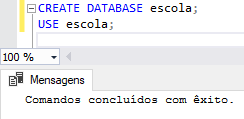 CREATE DATABASE escola;
USE escola;
100 %
Mensagens
Comandos concluídos com êxito.